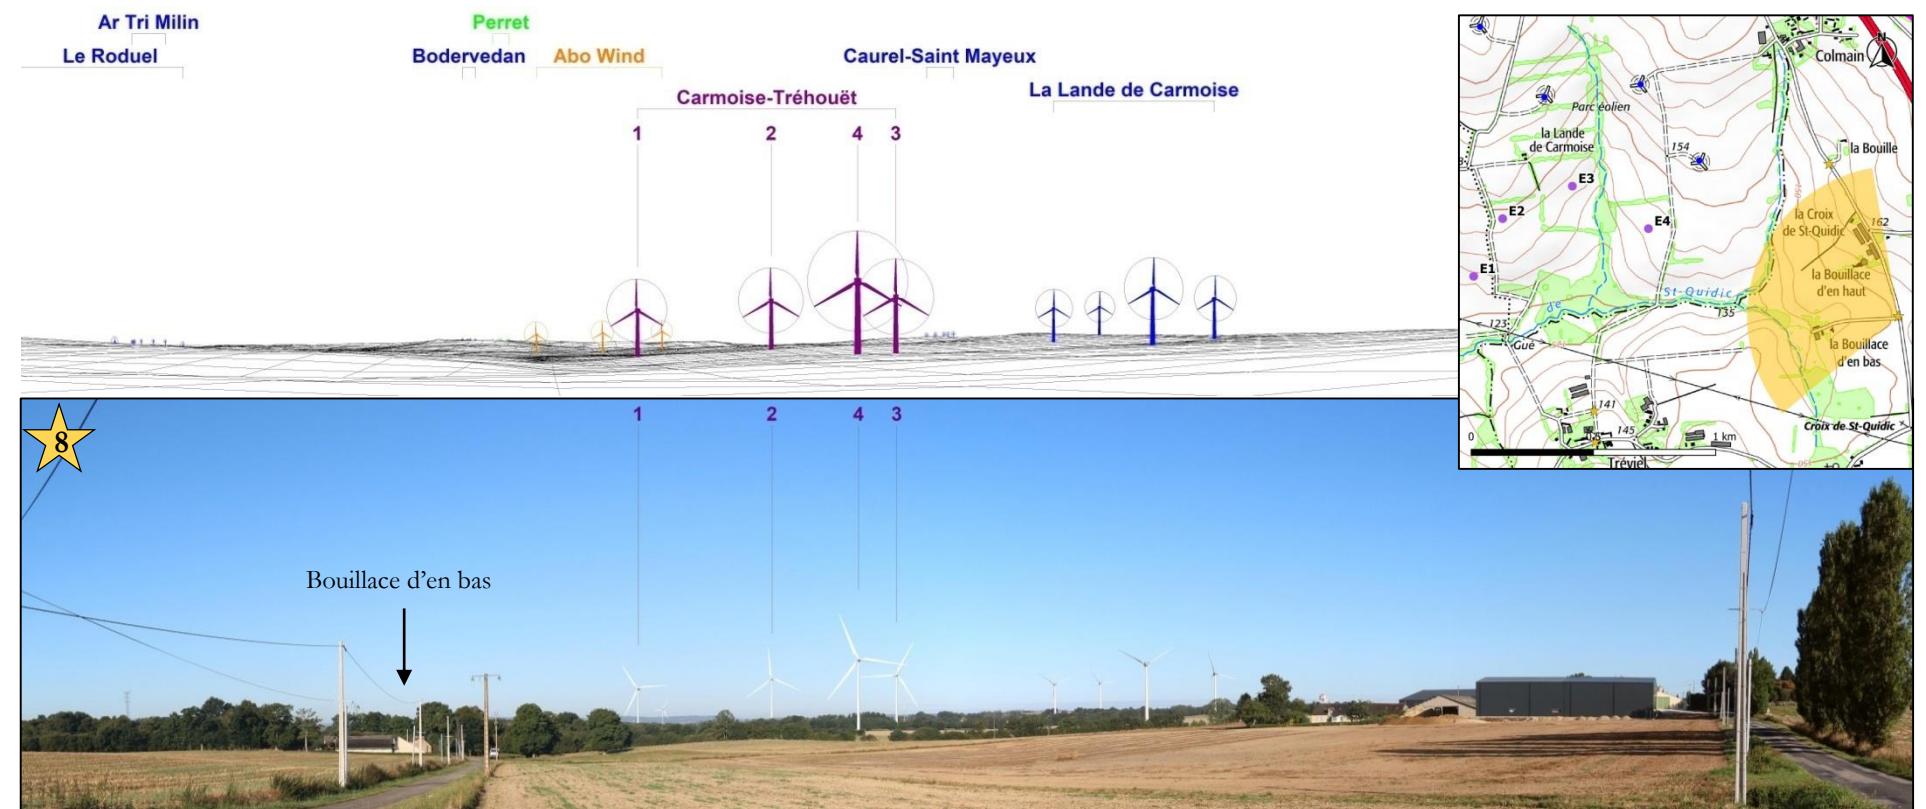 Ar Tri Milin
Perret
Le Roduel
Bodervedan
Abo Wind
Caurel-Saint Mayeux
La Lande de Carmoise
Carmoise-Tréhouët
1 2 4 3
N
Colmain
Parc éolien
la Lande
de Carmoise
154
la Bouille
E3
E2
E4
la Croix
de St-Quidic
162
E1
la Bouillace
d'en haut
de St-Quidic
135
123
Gué
la Bouillace
d'en bas
141
145
Croix de St-Quidic
0 1 km
Tréviel
1 2 4 3
8
Bouillace d'en bas